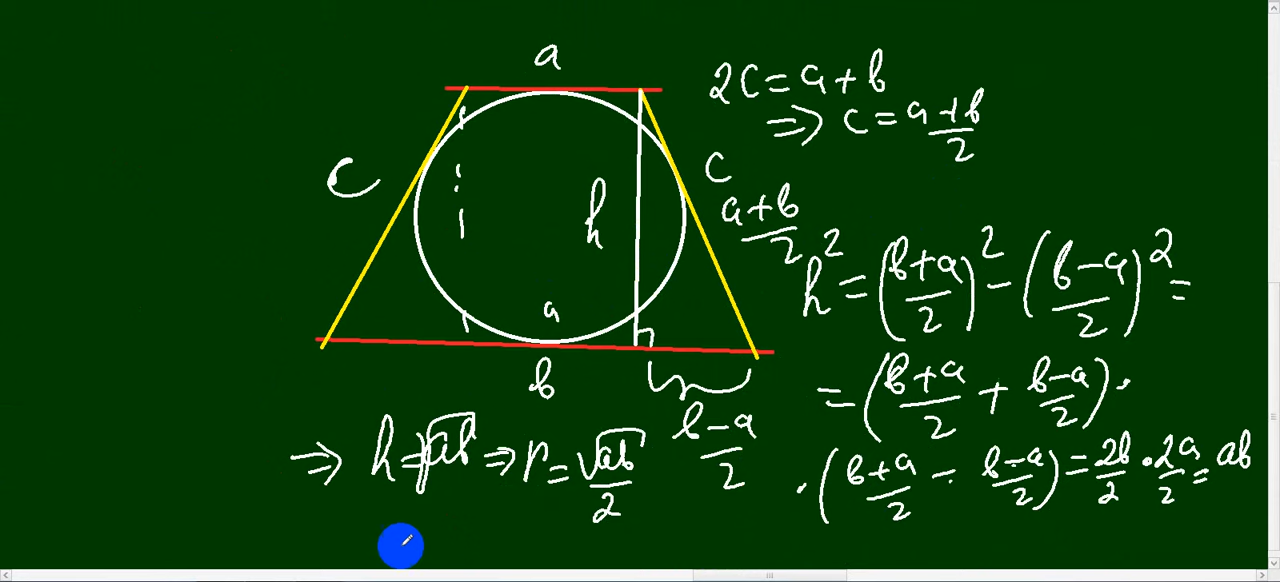 a
2C = a + b
⇒ C = a + b / 2
C
C
a + b / 2
h
h² = (b + a / 2)² - (b - a / 2)² =
a
b
= (b + a / 2 + b - a / 2) ·
b - a / 2
⇒ h = √ab ⇒ r = √ab / 2
· (b + a / 2 - b - a / 2) = 2b / 2 · 2a / 2 = ab